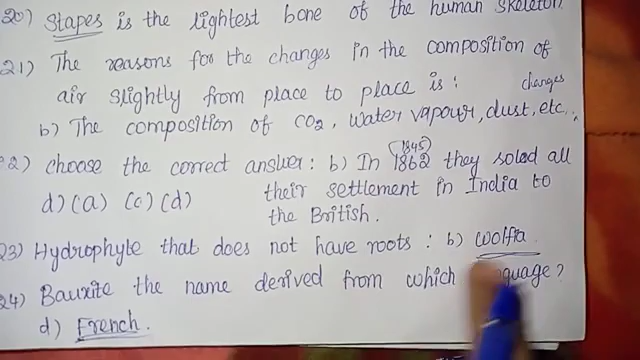 20) Stapes is the lightest bone of the human skeleton
21) The reasons for the changes in the composition of
air slightly from place to place is : changes
b) The composition of CO2, water vapour, dust, etc..
(1845)
2) choose the correct answer : b) In 1862 they solad all
d) (a) (c) (d) their settlement in India to
the British.
23) Hydrophyte that does not have roots : b) wolfia.
24) Bauxite the name derived from which language?
d) French.